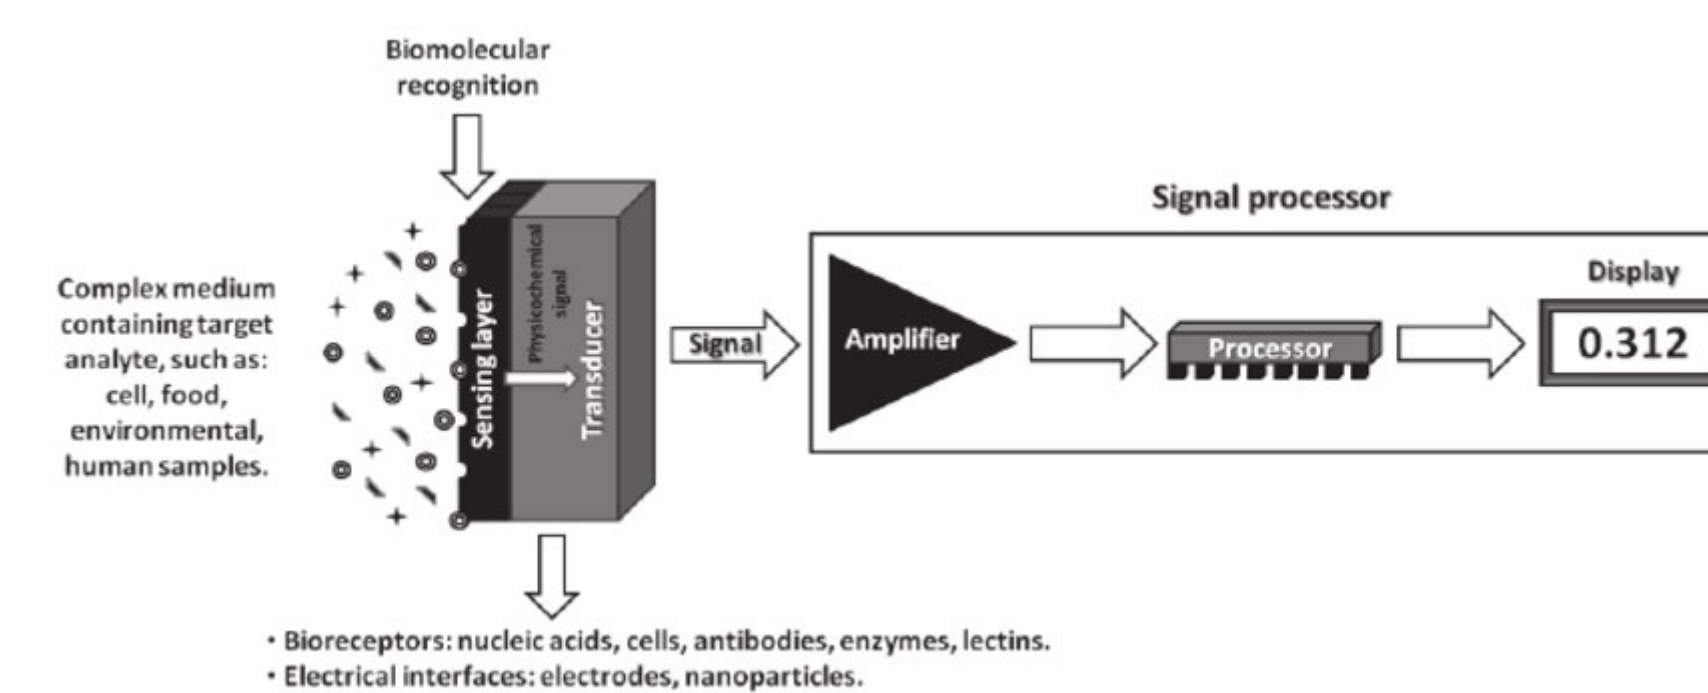 Biomolecular
recognition
Complex medium
containing target
analyte, such as:
cell, food,
environmental,
human samples.
Sensing layer
Physicochemical
signal
Transducer
Signal
Signal processor
Amplifier
Processor
Display
0.312
• Bioreceptors: nucleic acids, cells, antibodies, enzymes, lectins.
• Electrical interfaces: electrodes, nanoparticles.